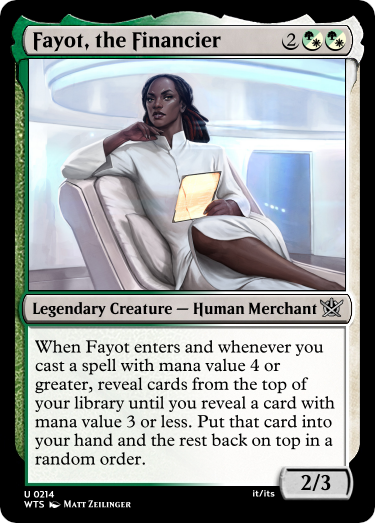 Fayot, the Financier 2
Legendary Creature — Human Merchant
When Fayot enters and whenever you
cast a spell with mana value 4 or
greater, reveal cards from the top of
your library until you reveal a card with
mana value 3 or less. Put that card into
your hand and the rest back on top in a
random order.
2/3
U 0214 it/its
WTS Matt Zeilinger